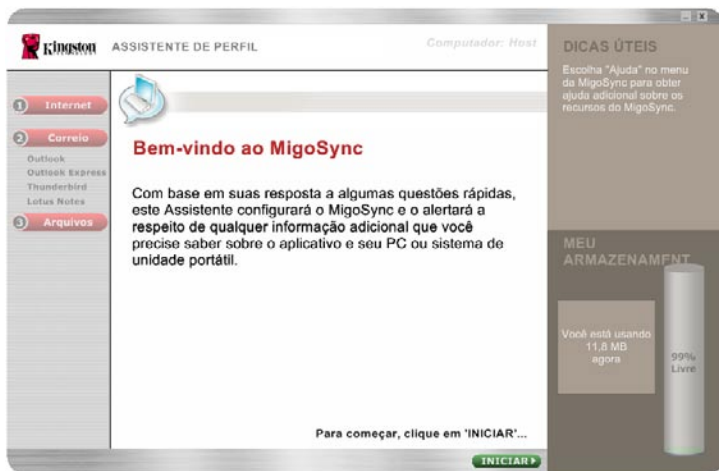 Kingston
TECHNOLOGY
ASSISTENTE DE PERFIL
Computador: Host
1 Internet
2 Correio
Outlook
Outlook Express
Thunderbird
Lotus Notes
3 Arquivos
Bem-vindo ao MigoSync
Com base em suas resposta a algumas questões rápidas,
este Assistente configurará o MigoSync e o alertará a
respeito de qualquer informação adicional que você
precise saber sobre o aplicativo e seu PC ou sistema de
unidade portátil.
Para começar, clique em 'INICIAR'...
INICIAR
DICAS ÚTEIS
Escolha "Ajuda" no menu
da MigoSync para obter
ajuda adicional sobre os
recursos do MigoSync.
MEU
ARMAZENAMENT
Você está usando
11,8 MB
agora
99%
Livre